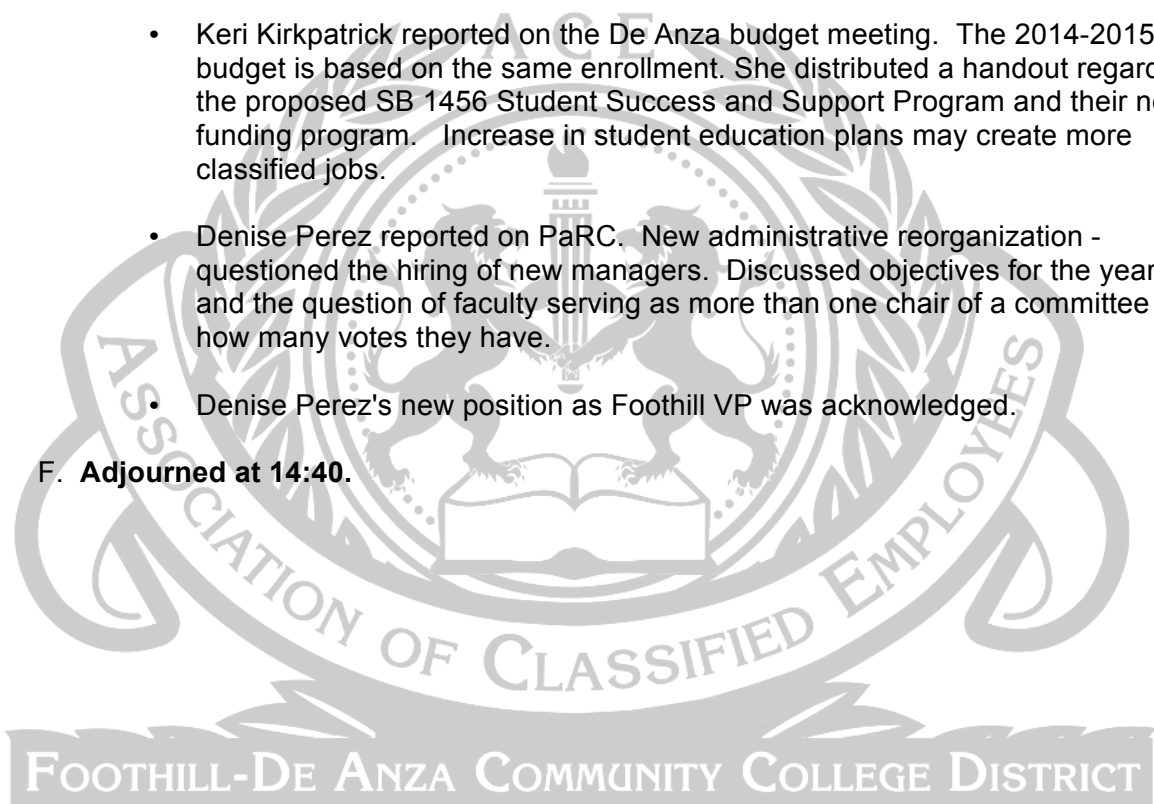 ACE
• Keri Kirkpatrick reported on the De Anza budget meeting. The 2014-2015
budget is based on the same enrollment. She distributed a handout
the proposed SB 1456 Student Success and Support Program and their
funding program. Increase in student education plans may create more
classified jobs.
• Denise Perez reported on PaRC. New administrative reorganization -
questioned the hiring of new managers. Discussed objectives for the year
and the question of faculty serving as more than one chair of a committee
how many votes they have.
• Denise Perez's new position as Foothill VP was acknowledged.
F. Adjourned at 14:40.
ASSOCIATION OF CLASSIFIED EMPLOYEES
FOOTHILL-DE ANZA COMMUNITY COLLEGE DISTRICT